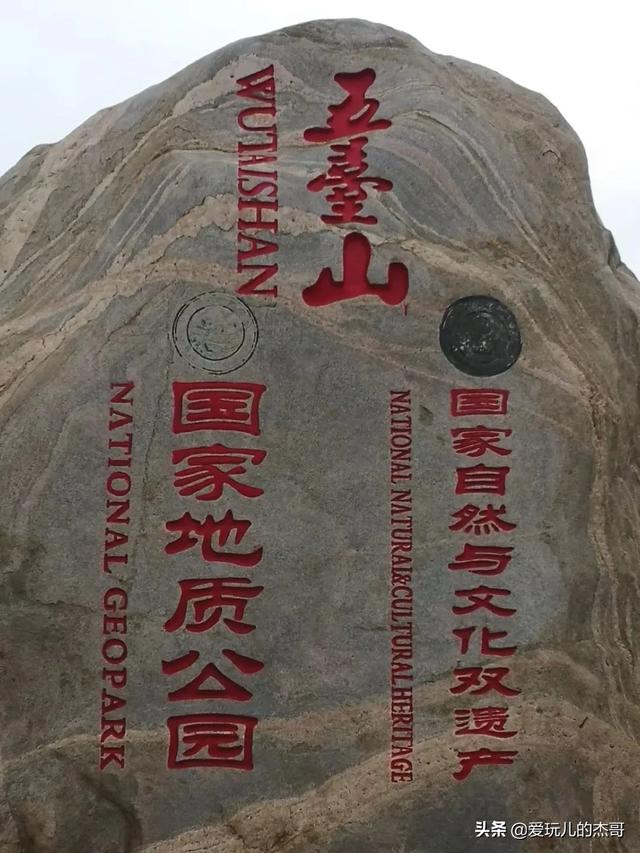 五臺山
WUTAISHAN
国家自然与文化双遗产
NATIONAL NATURAL&CULTURAL HERITAGE
国家地质公园
NATIONAL GEOPARK
头条 @爱玩儿的杰哥